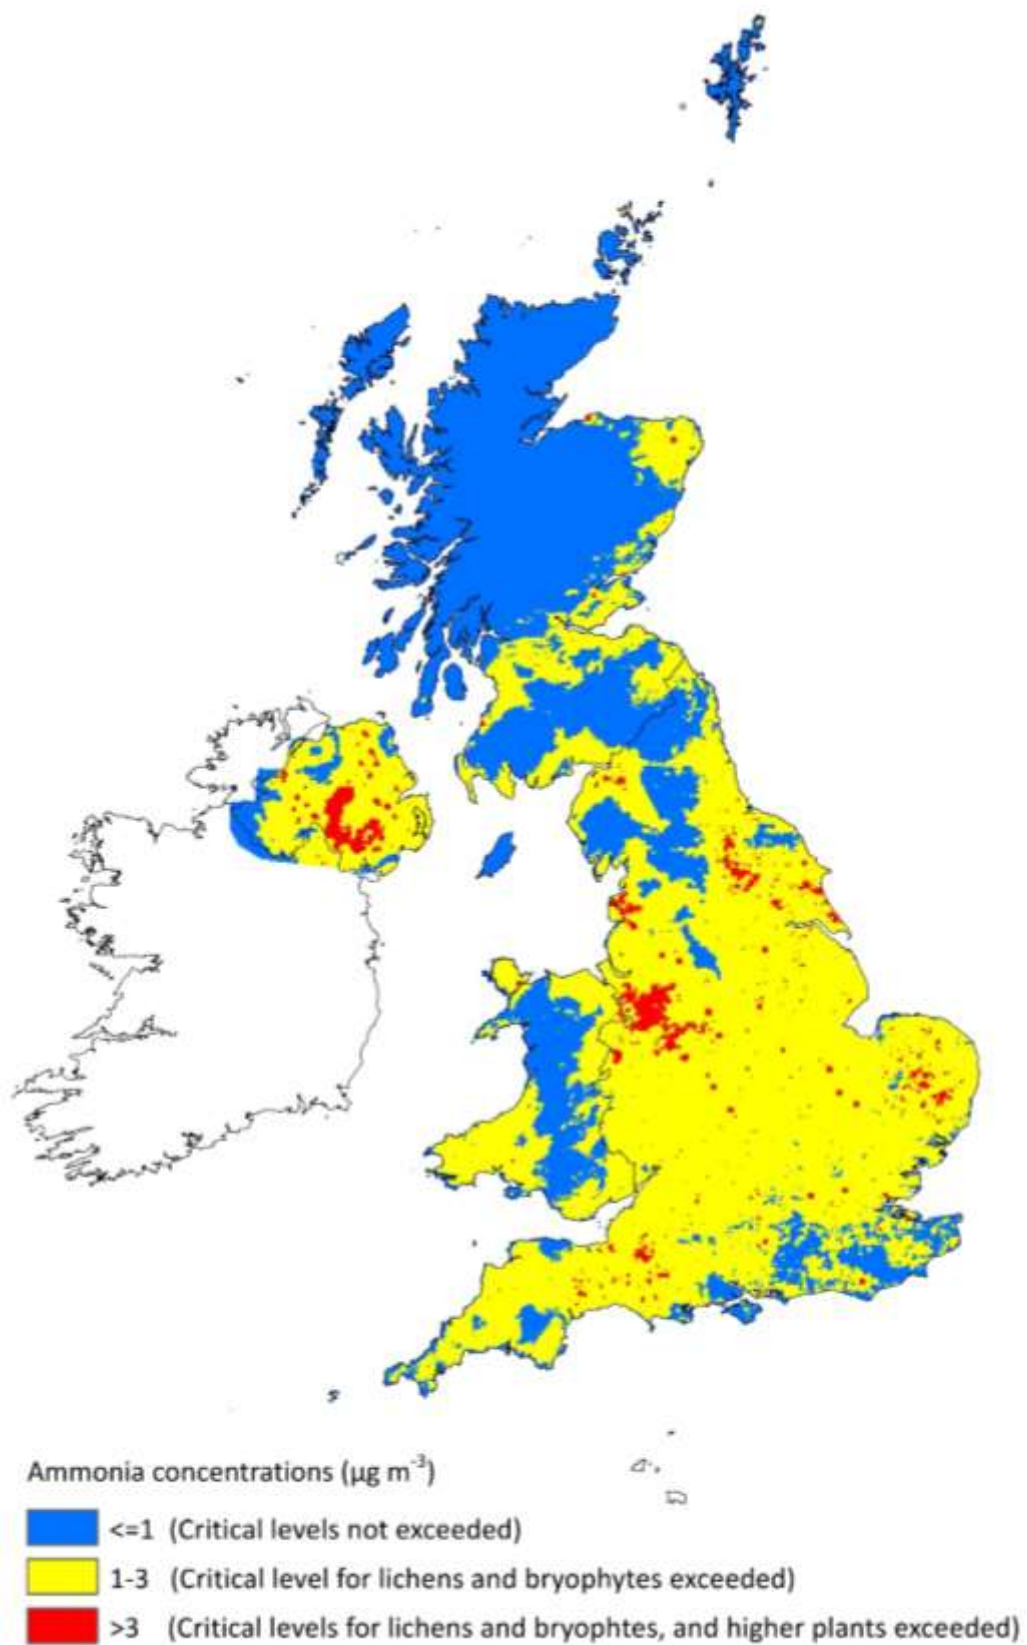 Ammonia concentrations (µg m⁻³)
<=1 (Critical levels not exceeded)
1-3 (Critical level for lichens and bryophytes exceeded)
>3 (Critical levels for lichens and bryophtes, and higher plants exceeded)